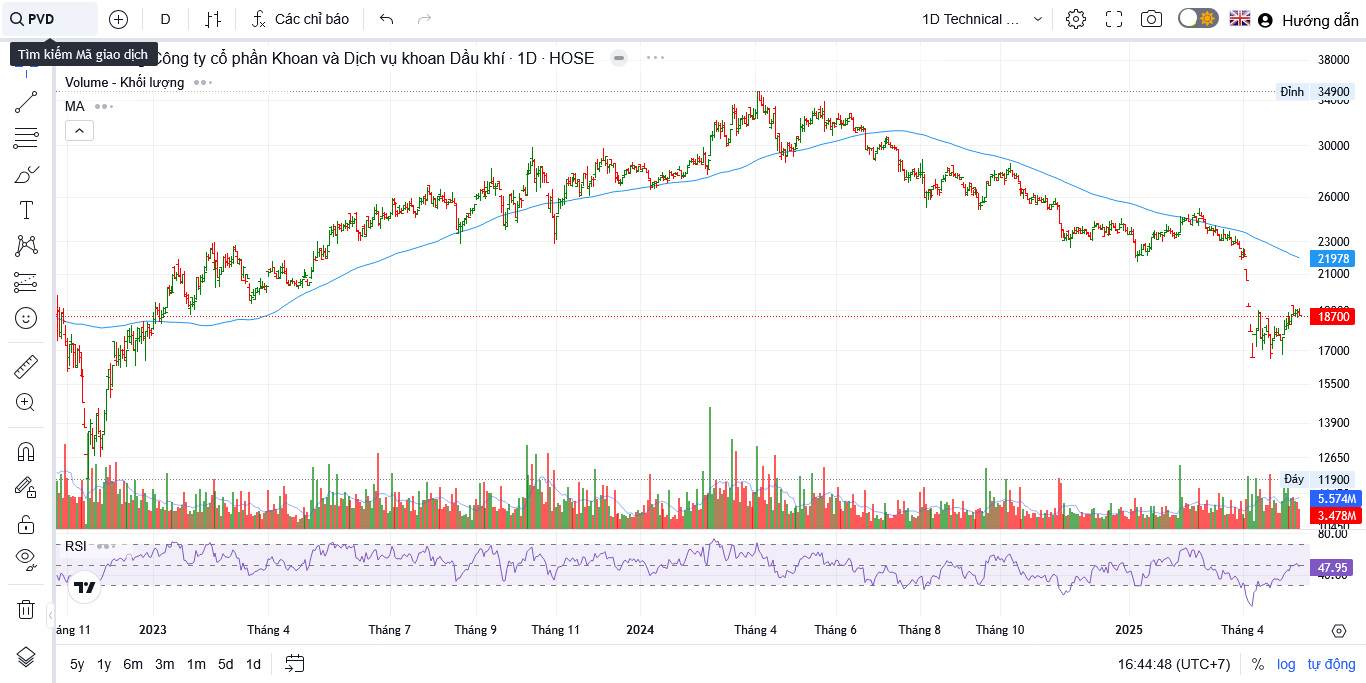 PVD
D
Các chỉ báo
1D Technical ...
Hướng dẫn
Tìm kiếm Mã giao dịch
Công ty cổ phần Khoan và Dịch vụ khoan Dầu khí · 1D · HOSE
Volume - Khối lượng
MA
38000
Đỉnh 34900
34000
30000
26000
23000
21978
21000
18700
17000
15500
13900
12650
Đáy 11900
5.574M
3.478M
10450
RSI
80.00
47.95
40.00
áng 11 2023 Tháng 4 Tháng 7 Tháng 9 Tháng 11 2024 Tháng 4 Tháng 6 Tháng 8 Tháng 10 2025 Tháng 4
5y 1y 6m 3m 1m 5d 1d
16:44:48 (UTC+7) % log tự động